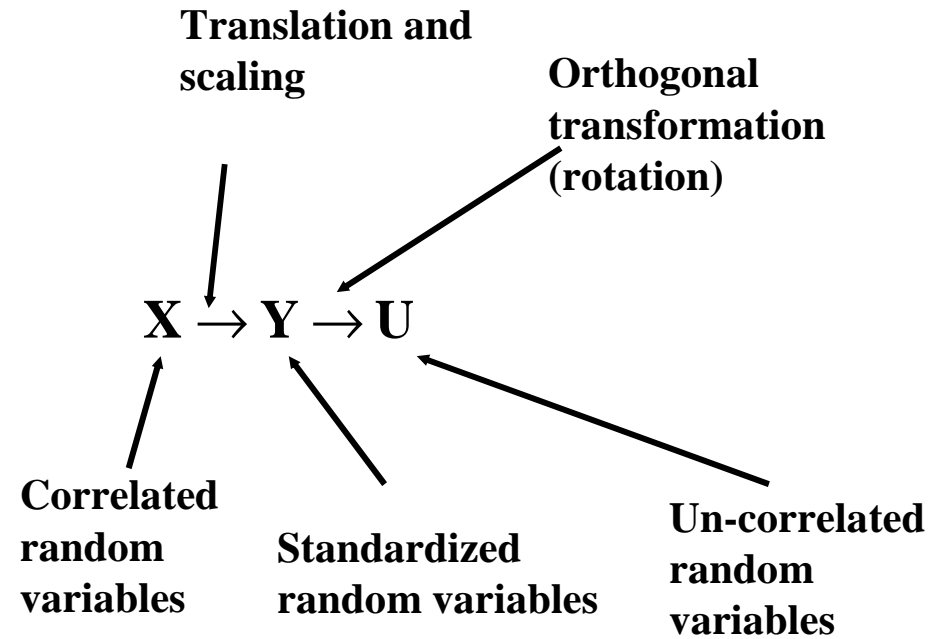 Translation and
scaling
Orthogonal
transformation
(rotation)
X → Y → U
Correlated
random
variables
Standardized
random variables
Un-correlated
random
variables